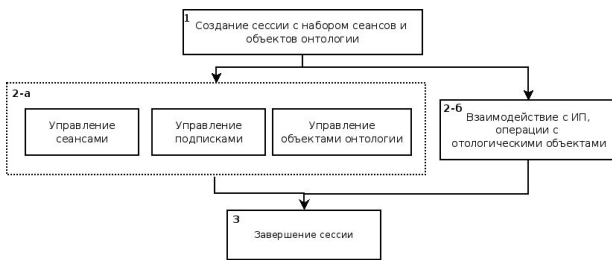 1
Создание сессии с набором сеансов и
объектов онтологии
2-а
Управление
сеансами
Управление
подписками
Управление
объектами онтологии
2-б
Взаимодействие с ИП,
операции с
отологическими объектами
3
Завершение сессии